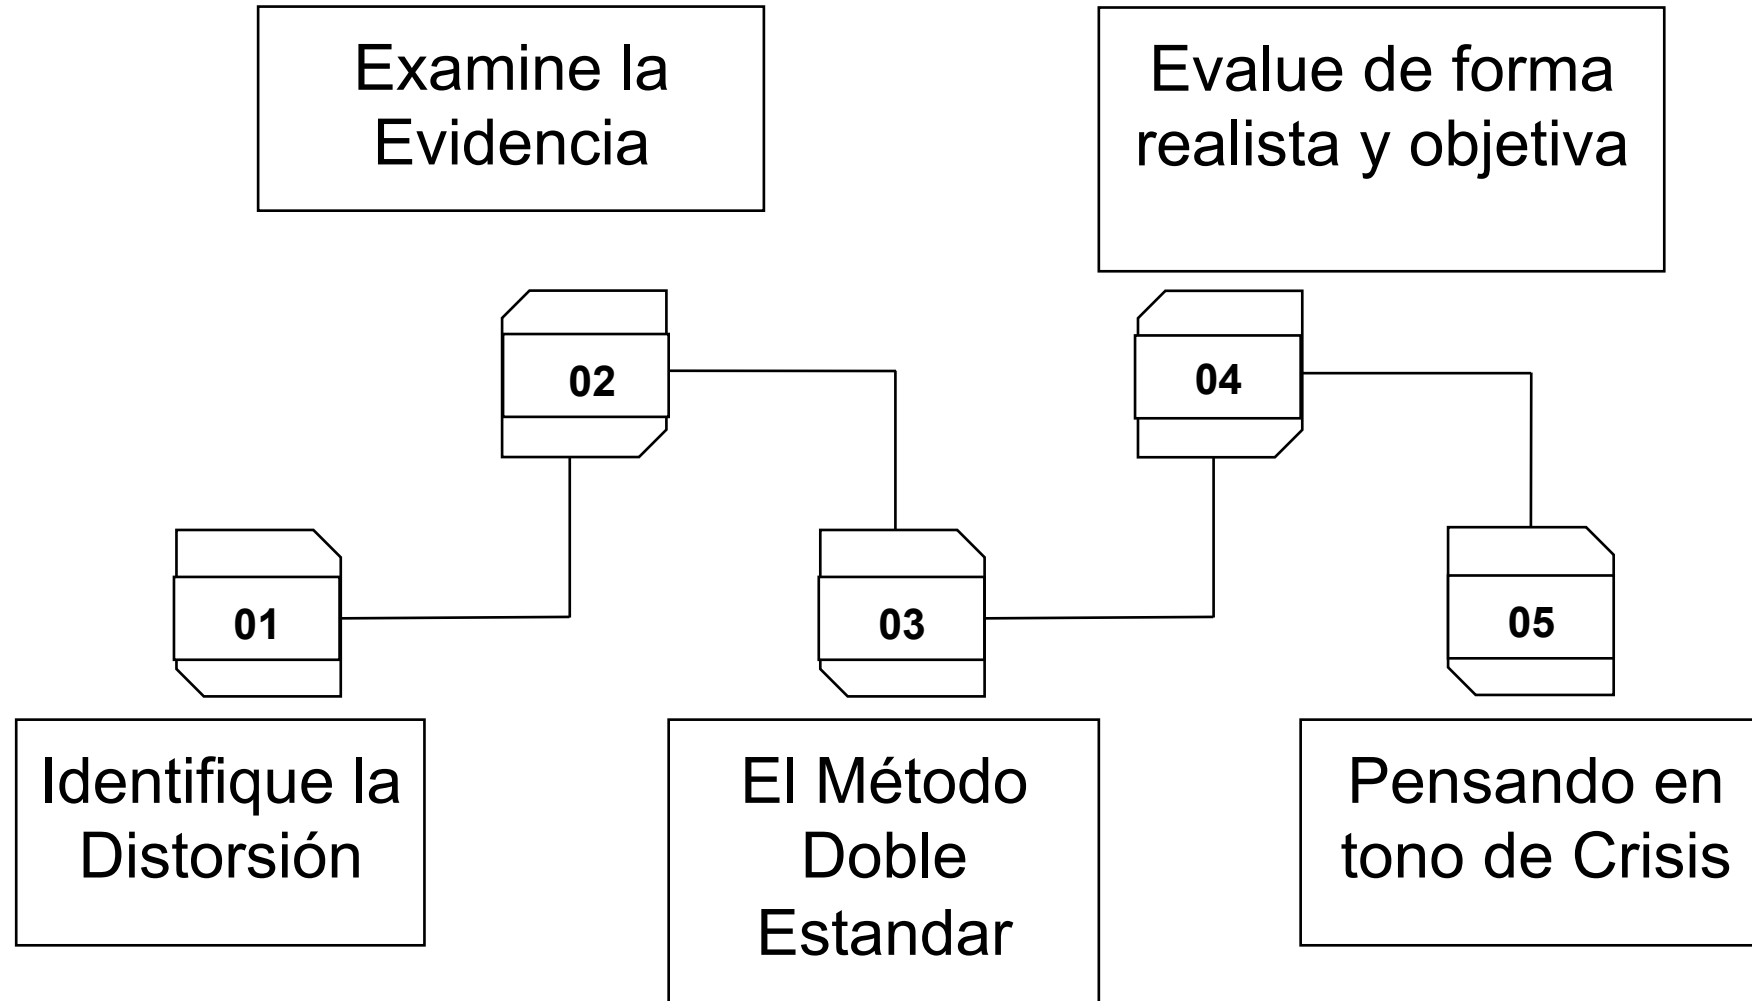 Examine la
Evidencia
Evalue de forma
realista y objetiva
02
04
01
03
05
Identifique la
Distorsión
El Método
Doble
Estandar
Pensando en
tono de Crisis